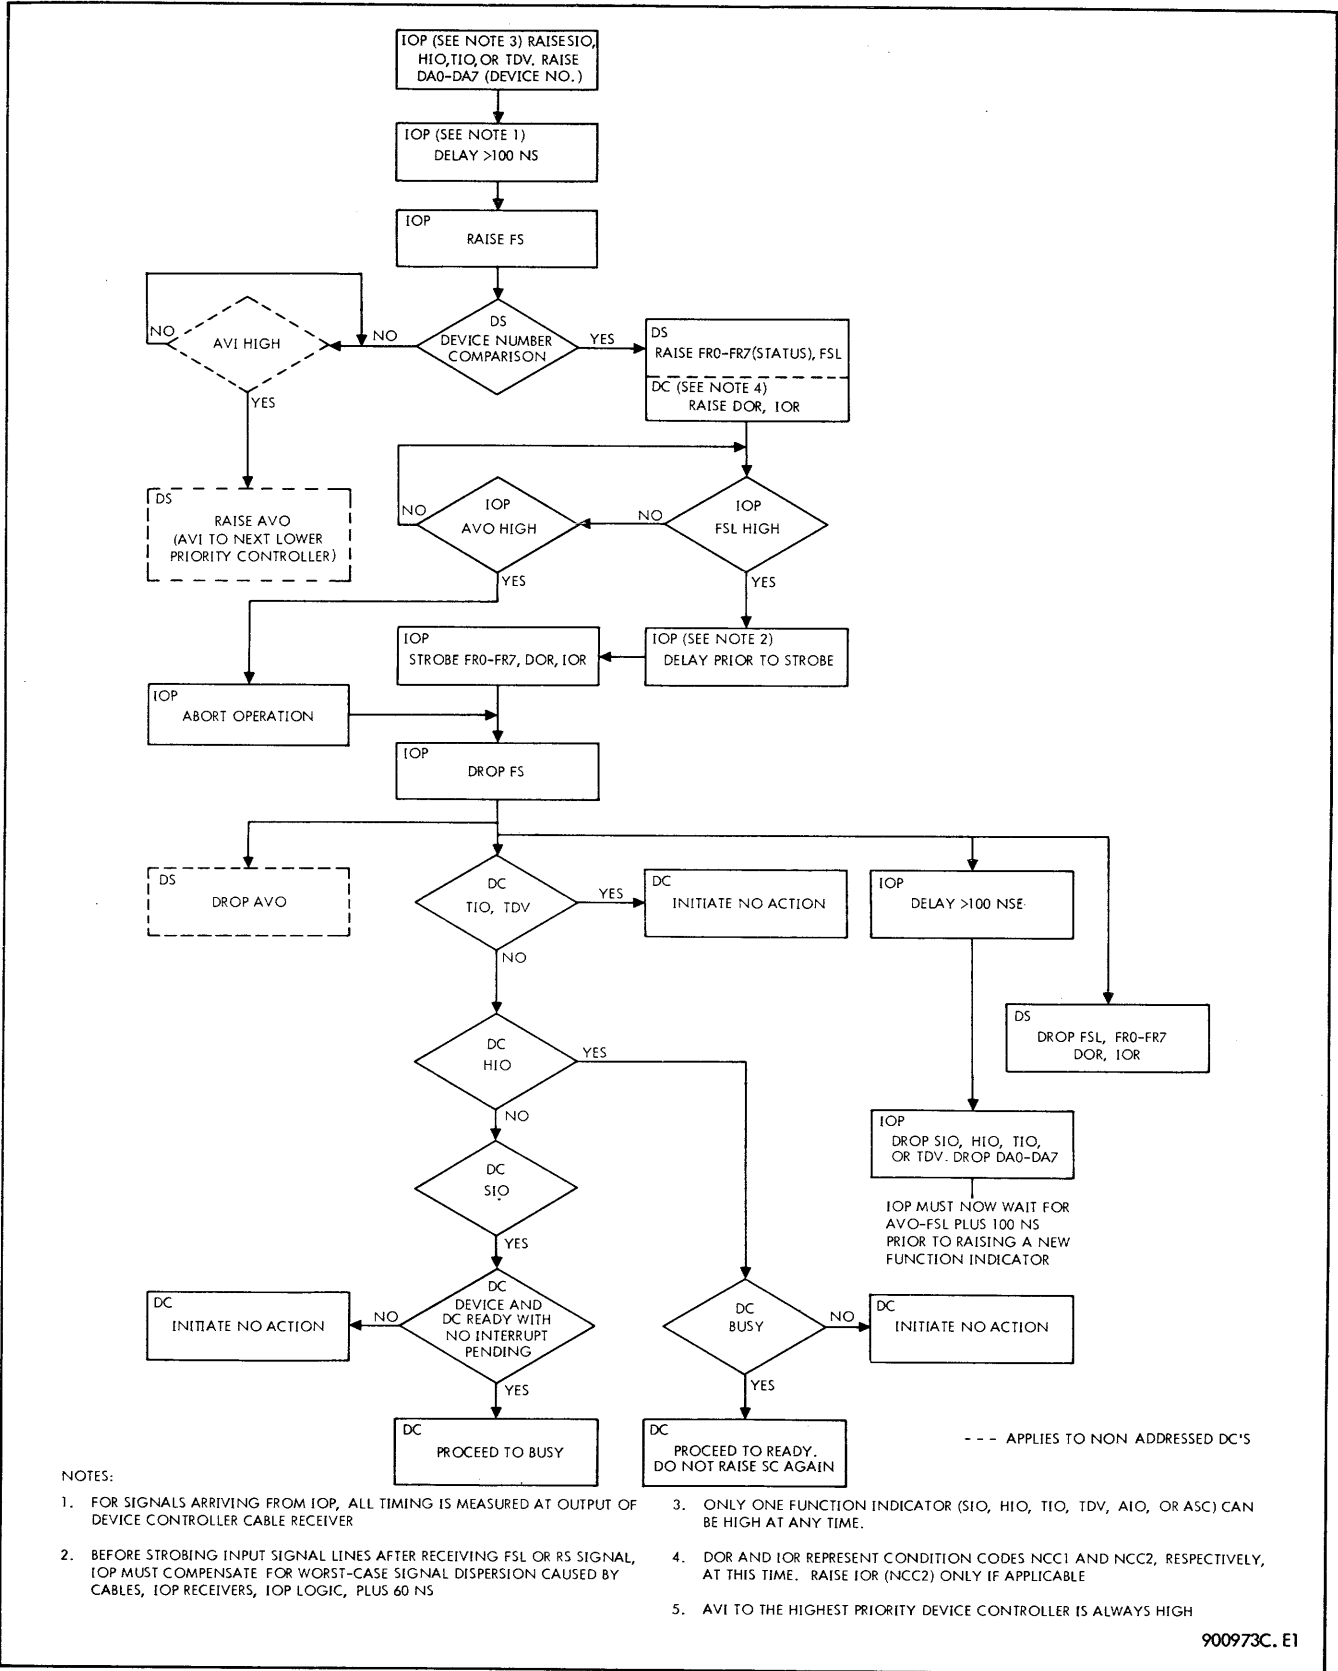 IOP (SEE NOTE 3) RAISE SIO,
HIO, TIO, OR TDV. RAISE
DA0-DA7 (DEVICE NO.)
IOP (SEE NOTE 1)
DELAY >100 NS
IOP
RAISE FS
DS
DEVICE NUMBER
COMPARISON
NO
YES
AVI HIGH
NO
YES
DS
RAISE FR0-FR7(STATUS), FSL
DC (SEE NOTE 4)
RAISE DOR, IOR
DS
RAISE AVO
(AVI TO NEXT LOWER
PRIORITY CONTROLLER)
IOP
AVO HIGH
NO
YES
IOP
FSL HIGH
NO
YES
IOP
STROBE FR0-FR7, DOR, IOR
IOP (SEE NOTE 2)
DELAY PRIOR TO STROBE
IOP
ABORT OPERATION
IOP
DROP FS
DS
DROP AVO
DC
TIO, TDV
YES
NO
DC
INITIATE NO ACTION
IOP
DELAY >100 NSE
DS
DROP FSL, FR0-FR7
DOR, IOR
DC
HIO
YES
NO
IOP
DROP SIO, HIO, TIO,
OR TDV. DROP DA0-DA7
DC
SIO
YES
IOP MUST NOW WAIT FOR
AVO-FSL PLUS 100 NS
PRIOR TO RAISING A NEW
FUNCTION INDICATOR
DC
INITIATE NO ACTION
NO
DC
DEVICE AND
DC READY WITH
NO INTERRUPT
PENDING
YES
DC
BUSY
NO
YES
DC
INITIATE NO ACTION
DC
PROCEED TO BUSY
DC
PROCEED TO READY.
DO NOT RAISE SC AGAIN
--- APPLIES TO NON ADDRESSED DC'S
NOTES:
1. FOR SIGNALS ARRIVING FROM IOP, ALL TIMING IS MEASURED AT OUTPUT OF
DEVICE CONTROLLER CABLE RECEIVER
2. BEFORE STROBING INPUT SIGNAL LINES AFTER RECEIVING FSL OR RS SIGNAL,
IOP MUST COMPENSATE FOR WORST-CASE SIGNAL DISPERSION CAUSED BY
CABLES, IOP RECEIVERS, IOP LOGIC, PLUS 60 NS
3. ONLY ONE FUNCTION INDICATOR (SIO, HIO, TIO, TDV, AIO, OR ASC) CAN
BE HIGH AT ANY TIME.
4. DOR AND IOR REPRESENT CONDITION CODES NCC1 AND NCC2, RESPECTIVELY,
AT THIS TIME. RAISE IOR (NCC2) ONLY IF APPLICABLE
5. AVI TO THE HIGHEST PRIORITY DEVICE CONTROLLER IS ALWAYS HIGH
900973C. E1